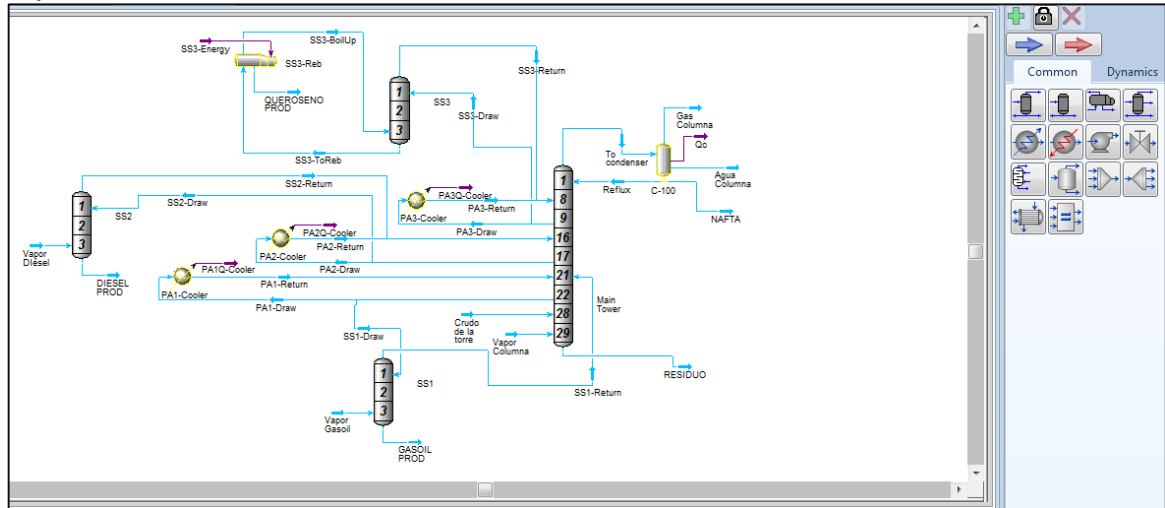 SS3-BoilUp
SS3-Energy
SS3-Reb
QUEROSENO
PROD
SS3-ToReb
1
2
3
SS3
SS3-Draw
SS3-Return
To
condenser
Gas
Columna
Qc
Agua
Columna
C-100
Reflux
NAFTA
SS2-Return
SS2-Draw
1
2
3
SS2
Vapor
Diésel
DIESEL
PROD
PA3Q-Cooler
PA3-Return
PA3-Cooler
PA3-Draw
PA2Q-Cooler
PA2-Return
PA2-Cooler
PA2-Draw
PA1Q-Cooler
PA1-Return
PA1-Cooler
PA1-Draw
1
8
9
16
17
21
22
28
29
Main
Tower
Crudo
de la
torre
Vapor
Columna
RESIDUO
SS1-Draw
1
2
3
SS1
SS1-Return
Vapor
Gasoil
GASOIL
PROD
Common
Dynamics